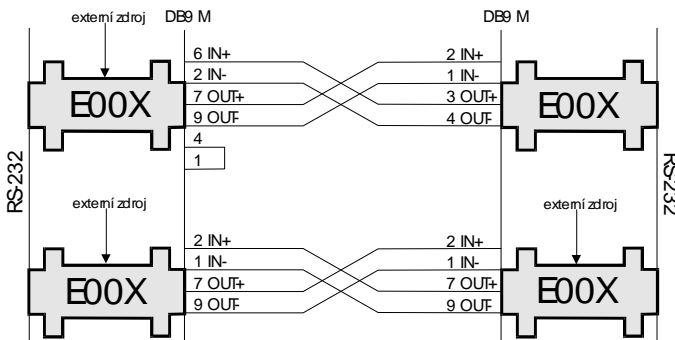 externí zdroj
DB9 M
DB9 M
6 IN+
2 IN-
7 OUT+
9 OUT-
4
1
2 IN+
1 IN-
3 OUT+
4 OUT-
E00X
E00X
RS-232
RS-232
externí zdroj
externí zdroj
2 IN+
1 IN-
7 OUT+
9 OUT-
2 IN+
1 IN-
7 OUT+
9 OUT-
E00X
E00X